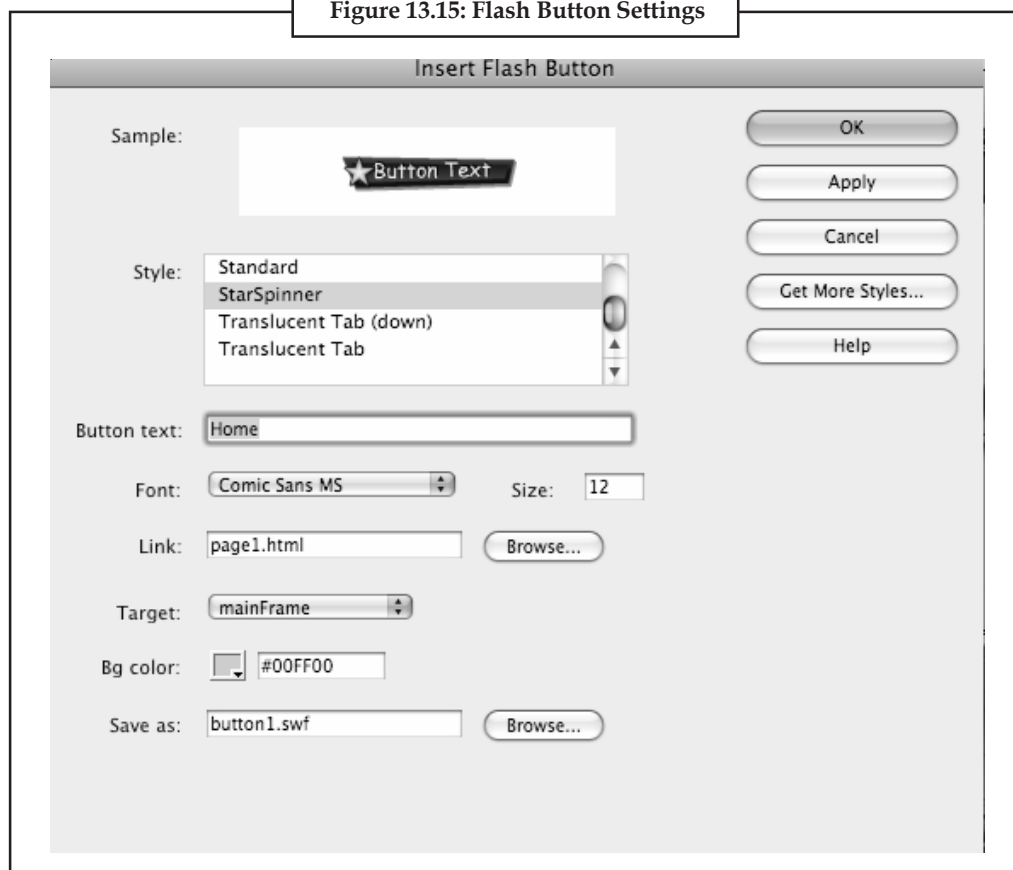 Figure 13.15: Flash Button Settings
Insert Flash Button
Sample:
Button Text
OK
Apply
Cancel
Get More Styles...
Help
Style:
Standard
StarSpinner
Translucent Tab (down)
Translucent Tab
Button text: Home
Font: Comic Sans MS Size: 12
Link: page1.html Browse...
Target: mainFrame
Bg color: #00FF00
Save as: button1.swf Browse...